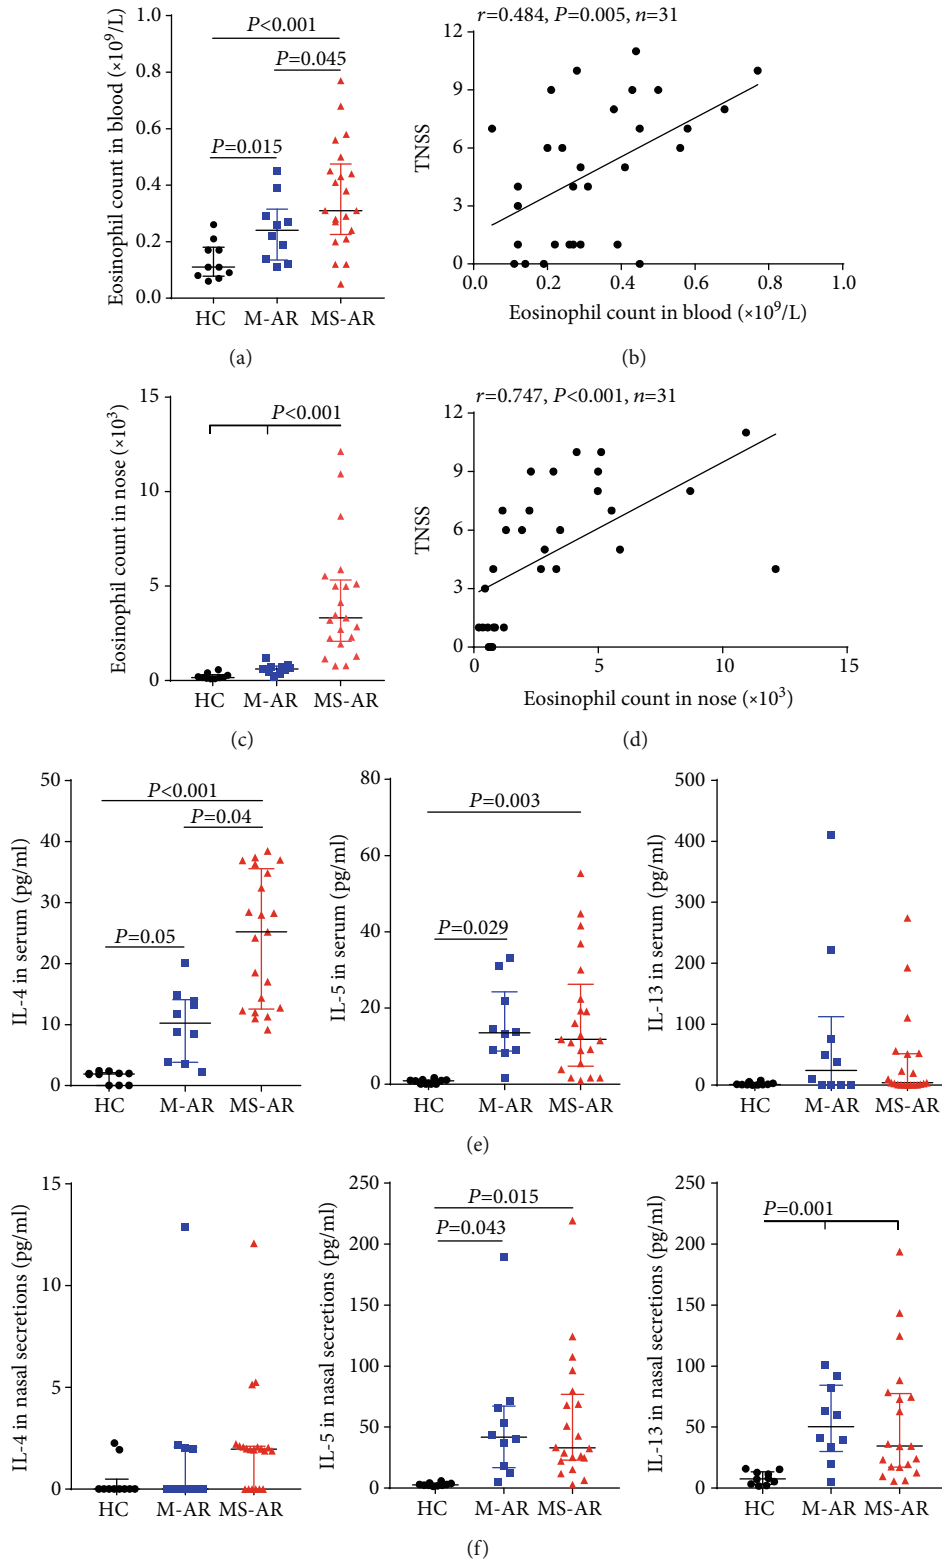 Eosinophil count in blood (×10⁹/L)
1.0
0.8
0.6
0.4
0.2
0.0
P<0.001
P=0.045
P=0.015
HC M-AR MS-AR
(a)
r=0.484, P=0.005, n=31
TNSS
12
9
6
3
0
0.0 0.2 0.4 0.6 0.8 1.0
Eosinophil count in blood (×10⁹/L)
(b)
Eosinophil count in nose (×10³)
15
10
5
0
P<0.001
HC M-AR MS-AR
(c)
r=0.747, P<0.001, n=31
TNSS
12
9
6
3
0
0 5 10 15
Eosinophil count in nose (×10³)
(d)
IL-4 in serum (pg/ml)
50
40
30
20
10
0
P<0.001
P=0.04
P=0.05
HC M-AR MS-AR
IL-5 in serum (pg/ml)
80
60
40
20
0
P=0.003
P=0.029
HC M-AR MS-AR
IL-13 in serum (pg/ml)
500
400
300
200
100
0
HC M-AR MS-AR
(e)
IL-4 in nasal secretions (pg/ml)
15
10
5
0
HC M-AR MS-AR
IL-5 in nasal secretions (pg/ml)
250
200
150
100
50
0
P=0.015
P=0.043
HC M-AR MS-AR
IL-13 in nasal secretions (pg/ml)
250
200
150
100
50
0
P=0.001
HC M-AR MS-AR
(f)